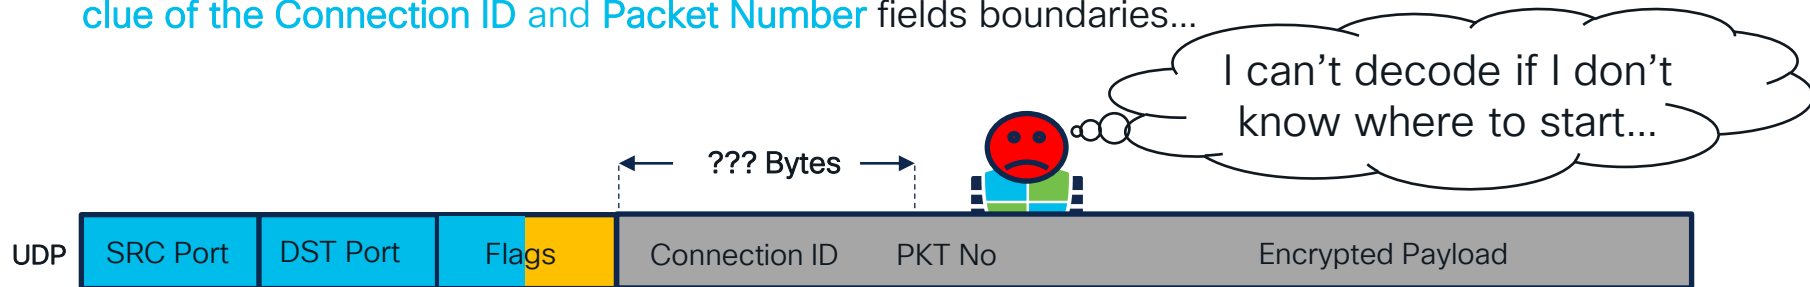 clue of the Connection ID and Packet Number fields boundaries...
I can't decode if I don't
know where to start...
??? Bytes
UDP SRC Port DST Port Flags Connection ID PKT No Encrypted Payload